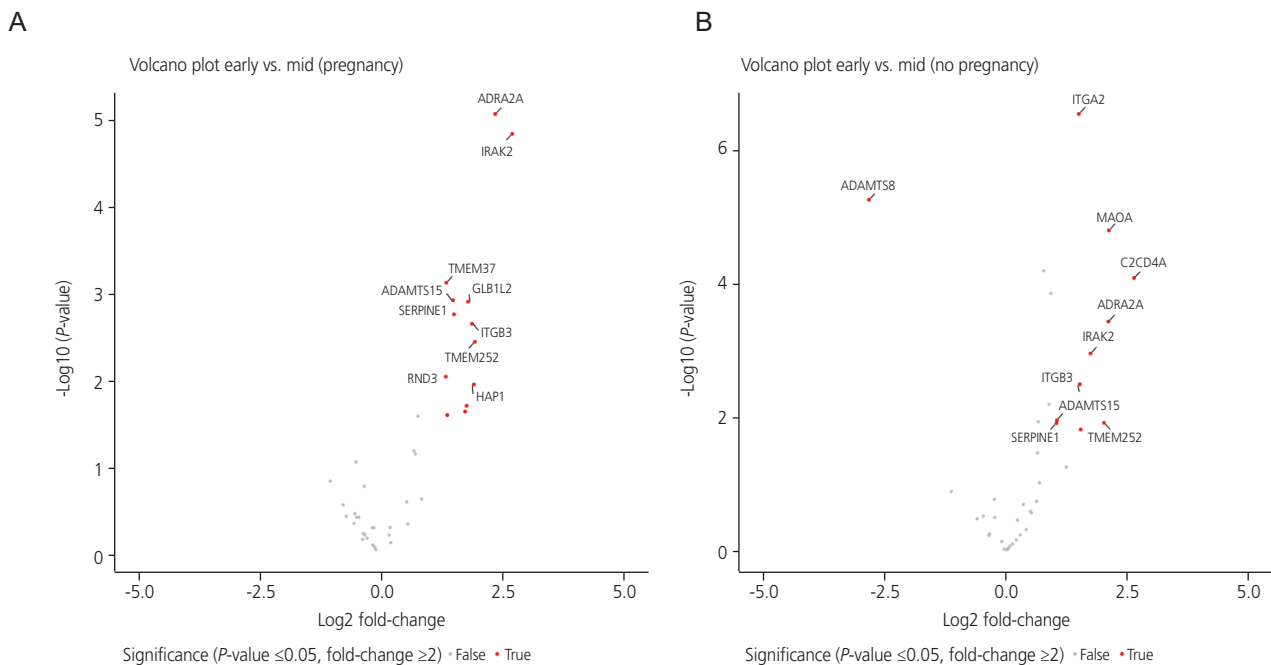 A
Volcano plot early vs. mid (pregnancy)
ADRA2A
5
IRAK2
4
TMEM37
3
ADAMTS15
GLB1L2
SERPINE1
ITGB3
TMEM252
2
RND3
HAP1
1
0
-Log10 (P-value)
-5.0 -2.5 0.0 2.5 5.0
Log2 fold-change
Significance (P-value ≤0.05, fold-change ≥2) False True
B
Volcano plot early vs. mid (no pregnancy)
ITGA2
6
ADAMTS8
MAOA
C2CD4A
4
ADRA2A
IRAK2
ITGB3
ADAMTS15
2
SERPINE1
TMEM252
0
-Log10 (P-value)
-5.0 -2.5 0.0 2.5 5.0
Log2 fold-change
Significance (P-value ≤0.05, fold-change ≥2) False True